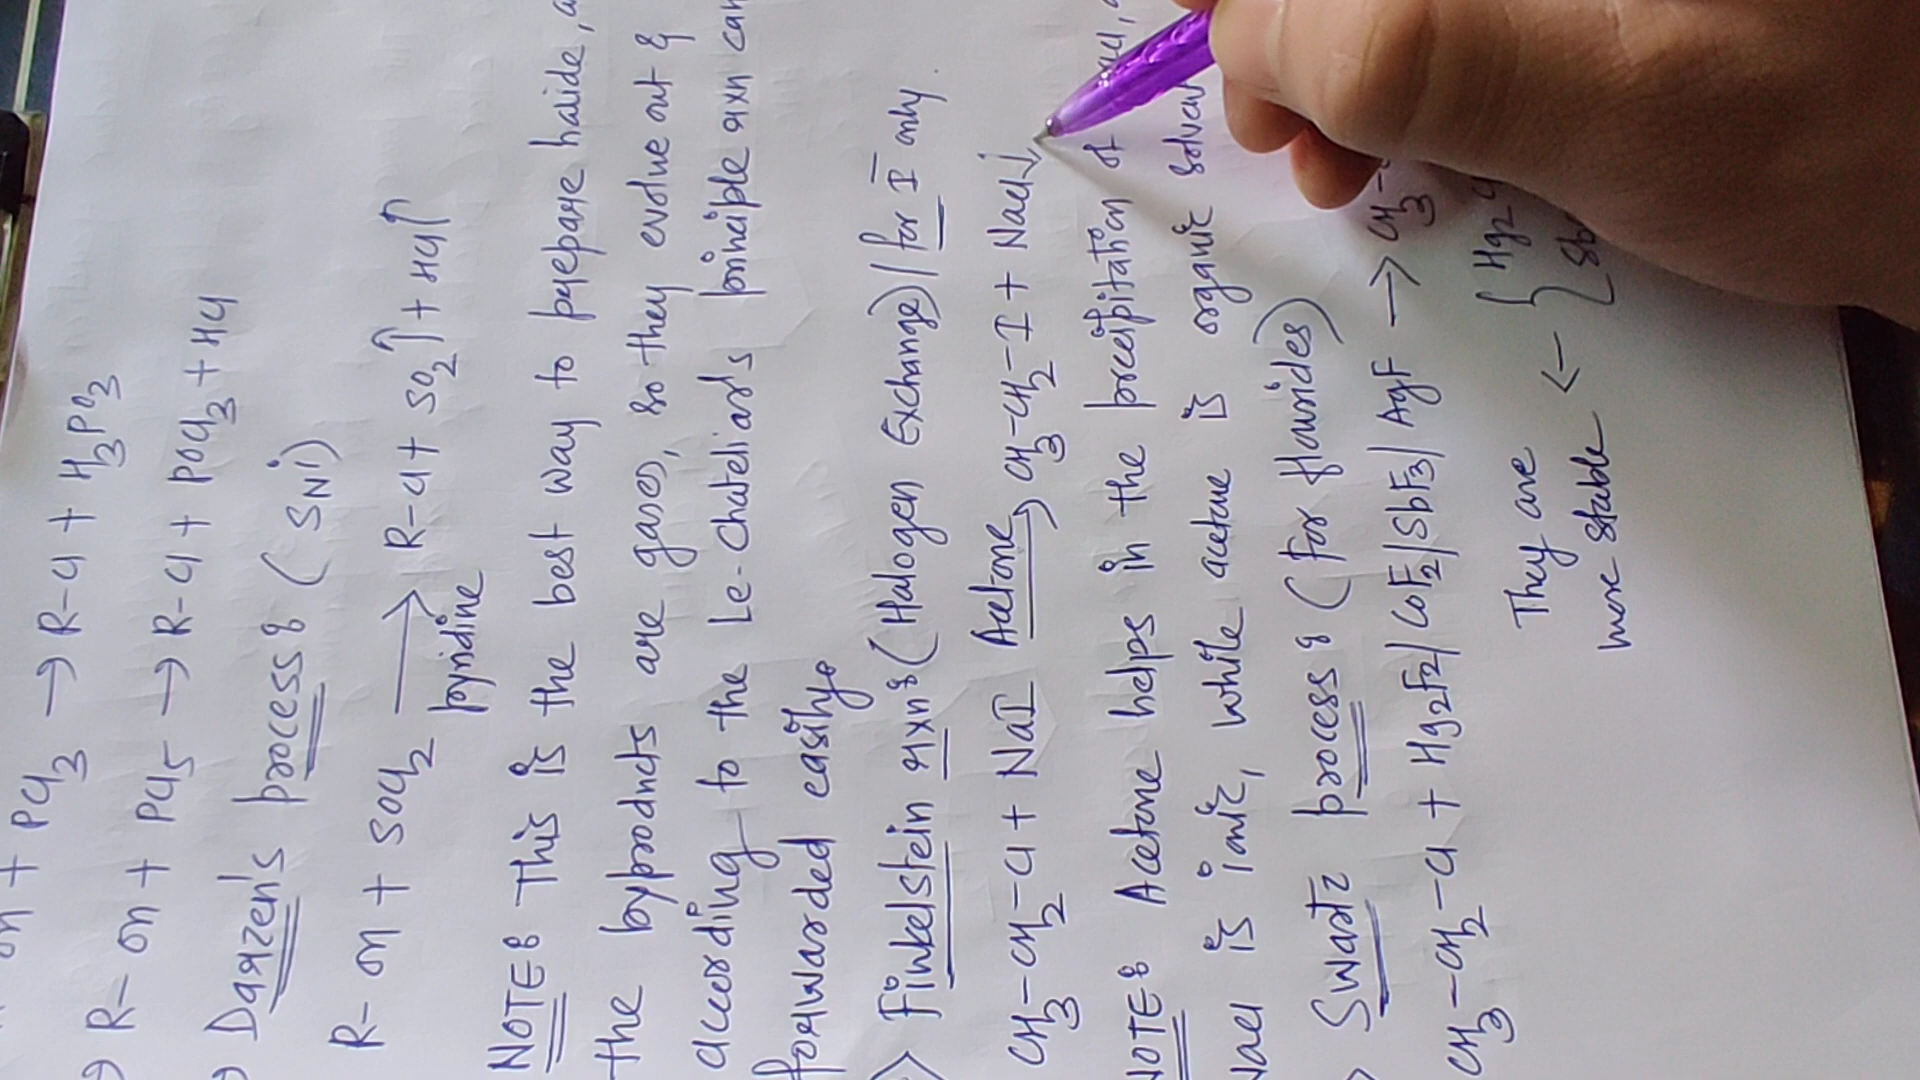 + PCl3 → R-Cl + H3PO3
→ R-OH + PCl5 → R-Cl + POCl3 + HCl
Darzen's process: (SNi)
R-OH + SOCl2 → R-Cl + SO2↑ + HCl↑
pyridine
NOTE: This is the best way to prepare halide,
the byproducts are gases, so they evolve out &
according to the Le-Chateliar's principle rxn can
forwarded easily.
> Finkelstein rxn: (Halogen Exchange) / for I only.
CH3-CH2-Cl + NaI Acetone→ CH3-CH2-I + NaCl↓
NOTE: Acetone helps in the precipitation of
NaCl is ionic, while acetone is organic
Swartz process: (For flourides)
CH3-CH2-Cl + Hg2F2/CoF2/SbF3/AgF → CH3-
They are ← { Hg2
more stable